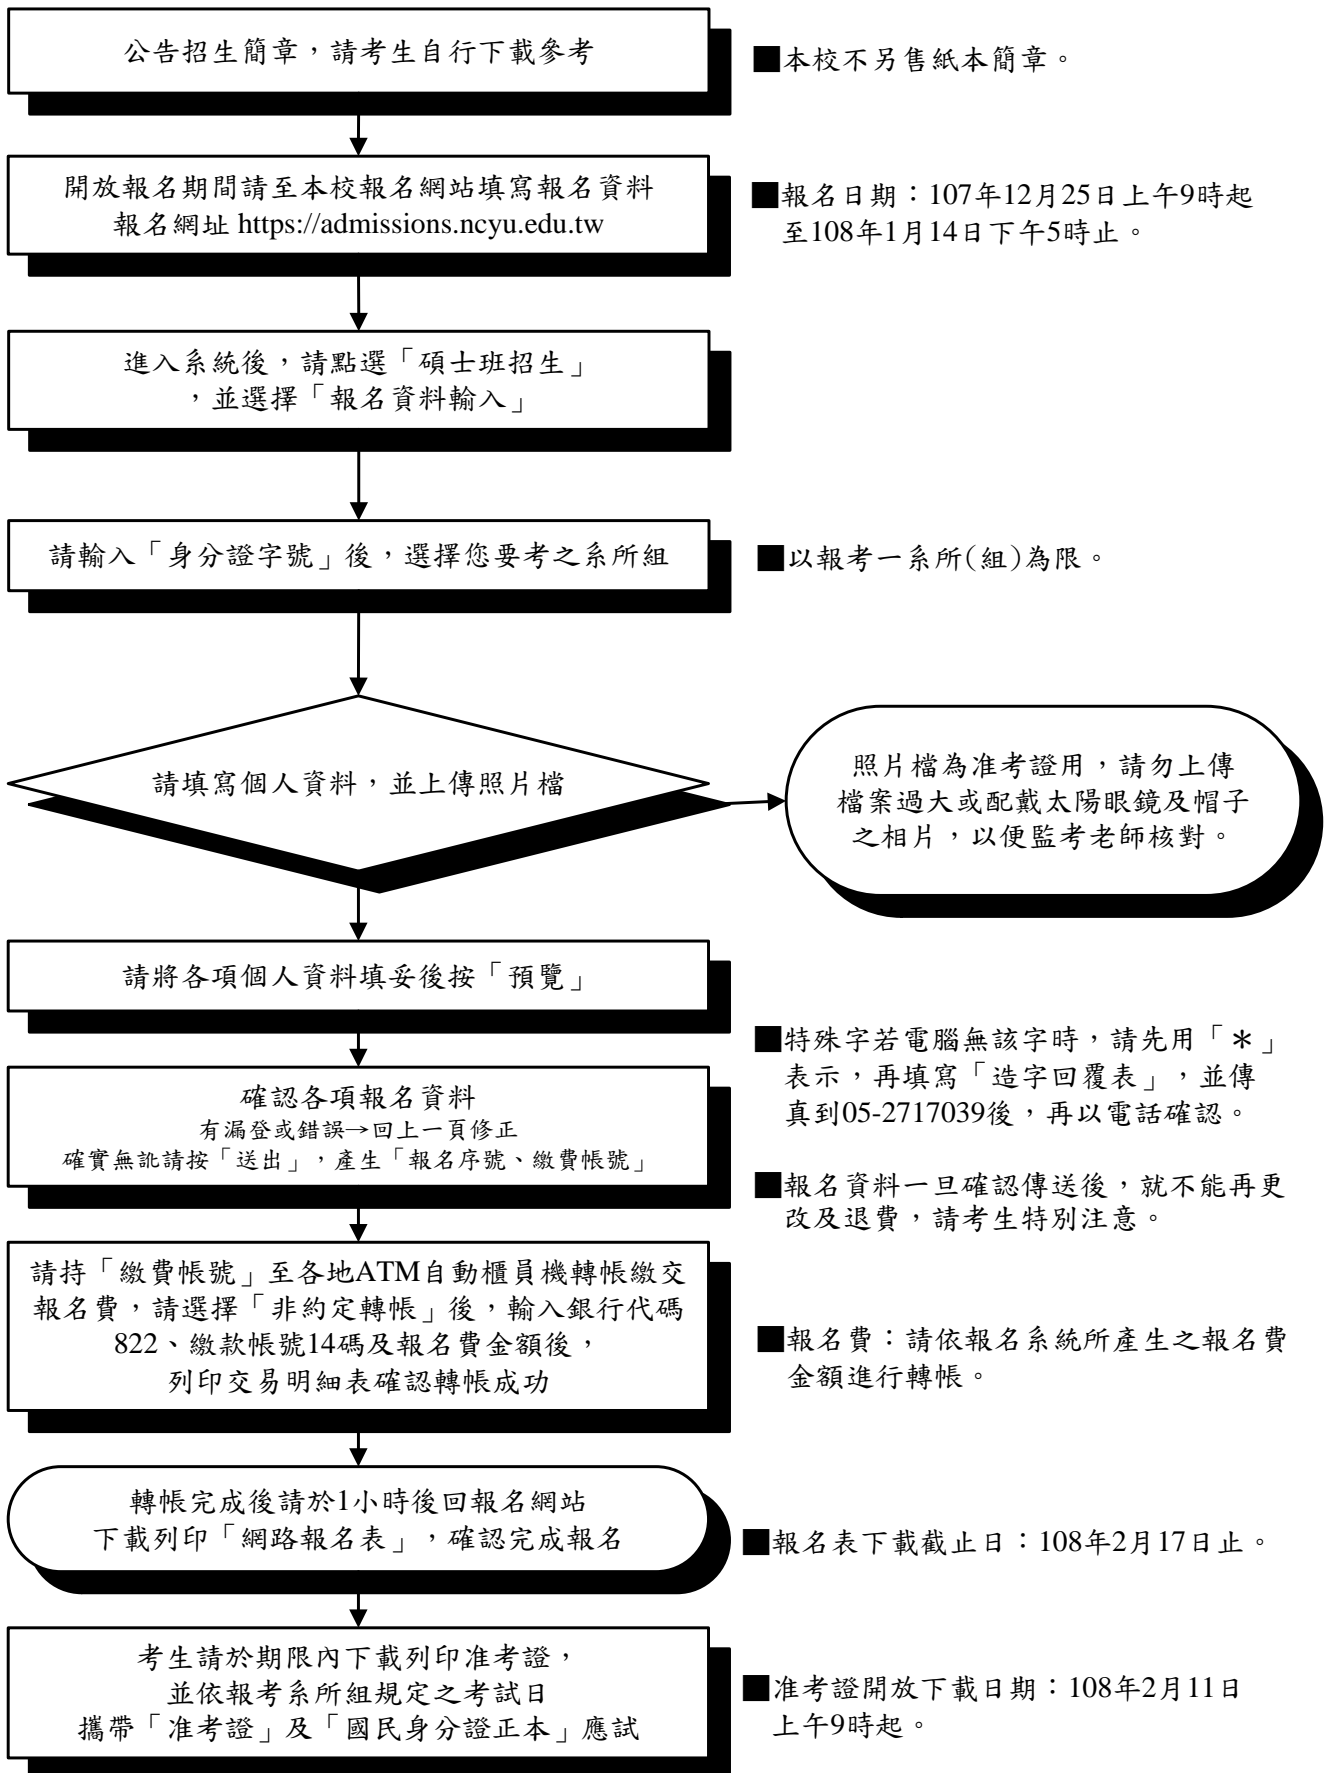 公告招生簡章，請考生自行下載參考
■本校不另售紙本簡章。
開放報名期間請至本校報名網站填寫報名資料
報名網址 https://admissions.ncyu.edu.tw
■報名日期：107年12月25日上午9時起
至108年1月14日下午5時止。
進入系統後，請點選「碩士班招生」
，並選擇「報名資料輸入」
請輸入「身分證字號」後，選擇您要考之系所組
■以報考一系所(組)為限。
請填寫個人資料，並上傳照片檔
照片檔為准考證用，請勿上傳
檔案過大或配戴太陽眼鏡及帽子
之相片，以便監考老師核對。
請將各項個人資料填妥後按「預覽」
■特殊字若電腦無該字時，請先用「＊」
表示，再填寫「造字回覆表」，並傳
真到05-2717039後，再以電話確認。
確認各項報名資料
有漏登或錯誤→回上一頁修正
確實無訛請按「送出」，產生「報名序號、繳費帳號」
■報名資料一旦確認傳送後，就不能再更
改及退費，請考生特別注意。
請持「繳費帳號」至各地ATM自動櫃員機轉帳繳交
報名費，請選擇「非約定轉帳」後，輸入銀行代碼
822、繳款帳號14碼及報名費金額後，
列印交易明細表確認轉帳成功
■報名費：請依報名系統所產生之報名費
金額進行轉帳。
轉帳完成後請於1小時後回報名網站
下載列印「網路報名表」，確認完成報名
■報名表下載截止日：108年2月17日止。
考生請於期限內下載列印准考證，
並依報考系所組規定之考試日
攜帶「准考證」及「國民身分證正本」應試
■准考證開放下載日期：108年2月11日
上午9時起。